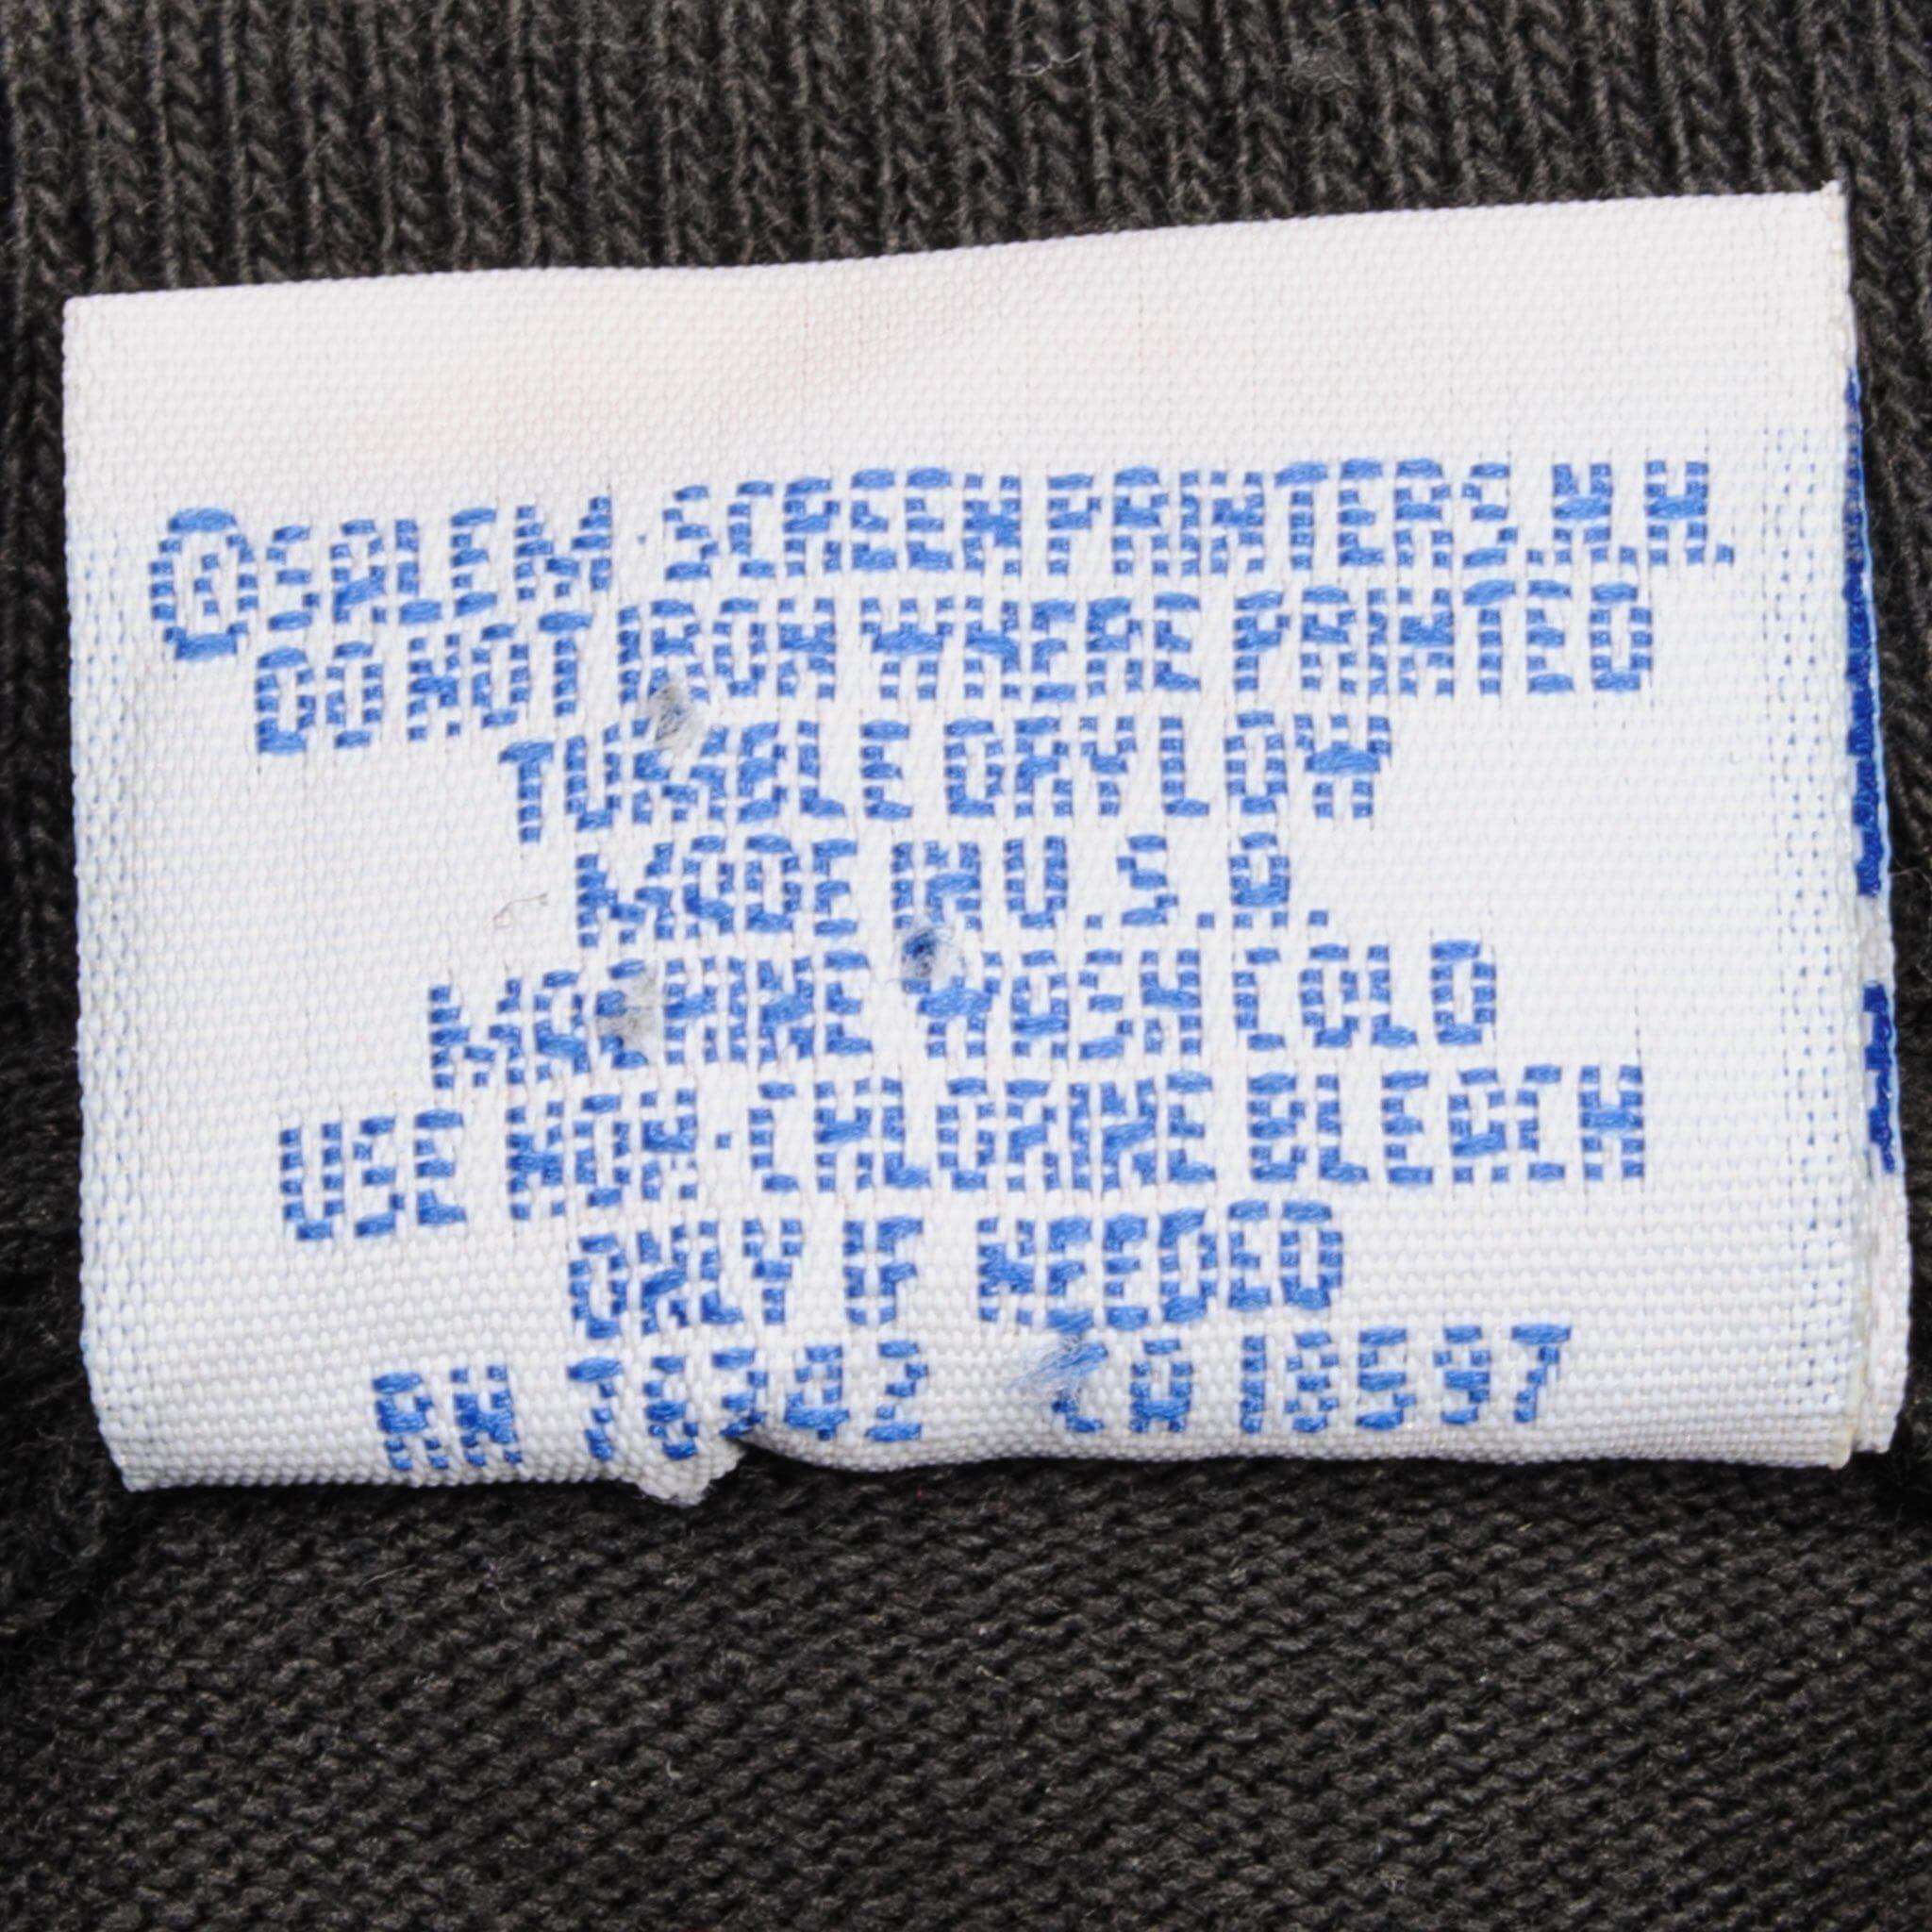 ®SALEM·SCREEN PRINTERS.N.H.
DO NOT IRON WHERE PRINTED
TUMBLE DRY LOW
MADE IN U.S.A.
MACHINE WASH COLD
USE NON-CHLORINE BLEACH
ONLY IF NEEDED
RN CA 18597